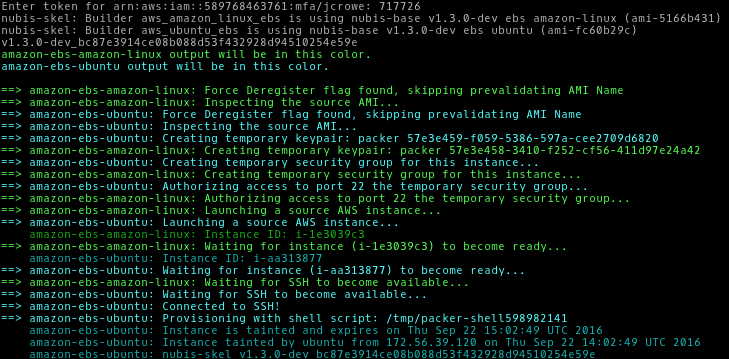 Enter token for arn:aws:iam::589768463761:mfa/jcrowe: 717726
nubis-skel: Builder aws_amazon_linux_ebs is using nubis-base v1.3.0-dev ebs amazon-linux (ami-5166b431)
nubis-skel: Builder aws_ubuntu_ebs is using nubis-base v1.3.0-dev ebs ubuntu (ami-fc60b29c)
v1.3.0-dev_bc87e3914ce08b088d53f432928d94510254e59e
amazon-ebs-amazon-linux output will be in this color.
amazon-ebs-ubuntu output will be in this color.
==> amazon-ebs-amazon-linux: Force Deregister flag found, skipping prevalidating AMI Name
==> amazon-ebs-amazon-linux: Inspecting the source AMI...
==> amazon-ebs-ubuntu: Force Deregister flag found, skipping prevalidating AMI Name
==> amazon-ebs-ubuntu: Inspecting the source AMI...
==> amazon-ebs-ubuntu: Creating temporary keypair: packer 57e3e459-f059-5386-597a-cee2709d6820
==> amazon-ebs-amazon-linux: Creating temporary keypair: packer 57e3e458-3410-f252-cf56-411d97e24a42
==> amazon-ebs-ubuntu: Creating temporary security group for this instance...
==> amazon-ebs-amazon-linux: Creating temporary security group for this instance...
==> amazon-ebs-ubuntu: Authorizing access to port 22 the temporary security group...
==> amazon-ebs-amazon-linux: Authorizing access to port 22 the temporary security group...
==> amazon-ebs-amazon-linux: Launching a source AWS instance...
==> amazon-ebs-ubuntu: Launching a source AWS instance...
amazon-ebs-amazon-linux: Instance ID: i-1e3039c3
==> amazon-ebs-amazon-linux: Waiting for instance (i-1e3039c3) to become ready...
amazon-ebs-ubuntu: Instance ID: i-aa313877
==> amazon-ebs-ubuntu: Waiting for instance (i-aa313877) to become ready...
==> amazon-ebs-amazon-linux: Waiting for SSH to become available...
==> amazon-ebs-ubuntu: Waiting for SSH to become available...
==> amazon-ebs-ubuntu: Connected to SSH!
==> amazon-ebs-ubuntu: Provisioning with shell script: /tmp/packer-shell598982141
amazon-ebs-ubuntu: Instance is tainted and expires on Thu Sep 22 15:02:49 UTC 2016
amazon-ebs-ubuntu: Instance tainted by ubuntu from 172.56.39.120 on Thu Sep 22 14:02:49 UTC 2016
amazon-ebs-ubuntu: nubis-skel v1.3.0-dev_bc87e3914ce08b088d53f432928d94510254e59e